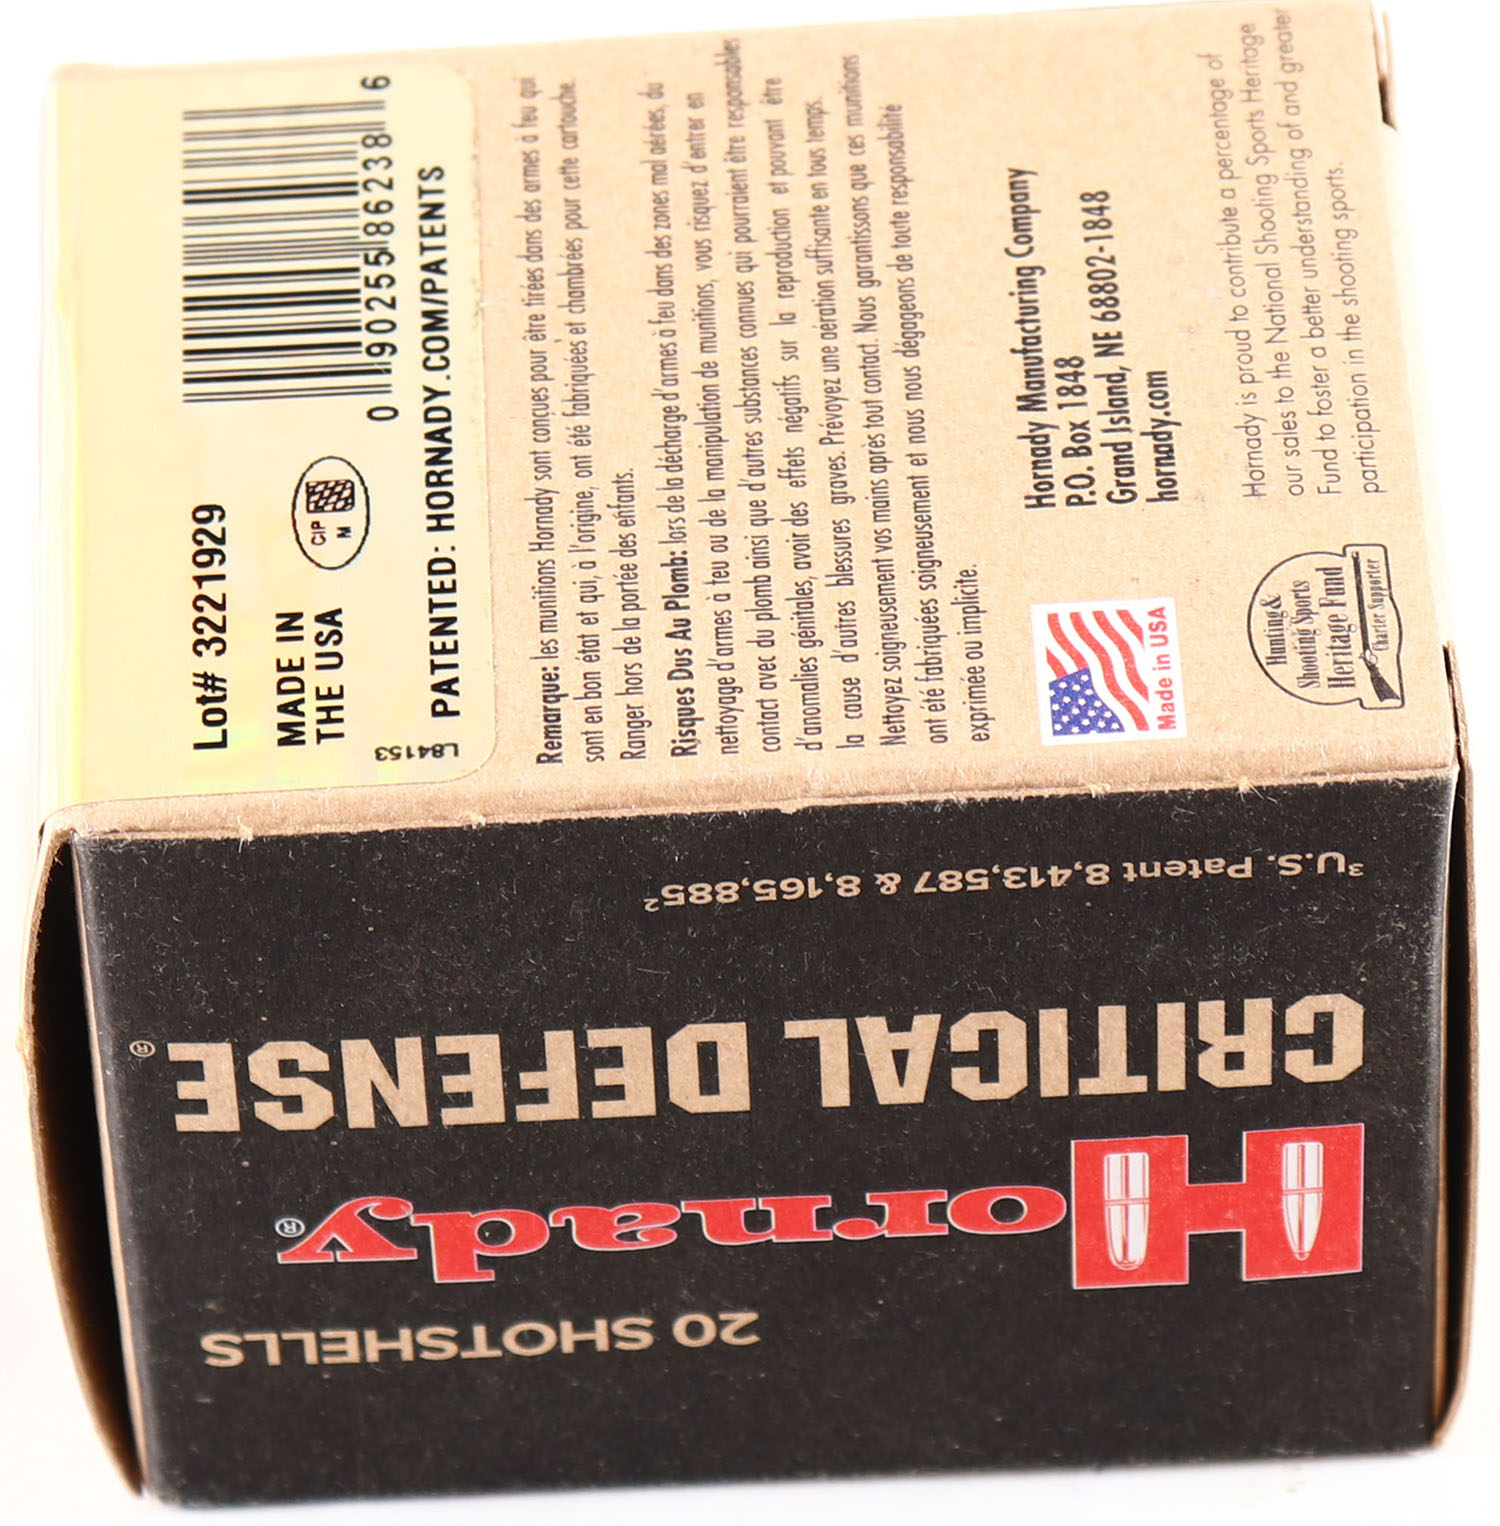 Lot# 3221929
MADE IN
THE USA
CIP
M
0 90255 86238 6
L84153
PATENTED: HORNADY.COM/PATENTS
Remarque: les munitions Hornady sont conçues pour être tirées dans des armes à feu qui
sont en bon état et qui, à l'origine, ont été fabriquées et chambrées pour cette cartouche.
Ranger hors de la portée des enfants.
Risques Dus Au Plomb: lors de la décharge d'armes à feu dans des zones mal aérées, du
nettoyage d'armes à feu ou de la manipulation de munitions, vous risquez d'entrer en
contact avec du plomb ainsi que d'autres substances connues qui pourraient être responsables
d'anomalies génitales, avoir des effets négatifs sur la reproduction et pouvant être
la cause d'autres blessures graves. Prévoyez une aération suffisante en tous temps.
Nettoyez soigneusement vos mains après tout contact. Nous garantissons que ces munitions
ont été fabriquées soigneusement et nous nous dégageons de toute responsabilité
exprimée ou implicite.
Made in USA
Hornady Manufacturing Company
P.O. Box 1848
Grand Island, NE 68802-1848
hornady.com
Hunting &
Shooting Sports
Heritage Fund
Charter Supporter
Hornady is proud to contribute a percentage of
our sales to the National Shooting Sports Heritage
Fund to foster a better understanding of and greater
participation in the shooting sports.
20 SHOTSHELLS
Hornady®
CRITICAL DEFENSE®
³U.S. Patent 8,413,587 & 8,165,885²